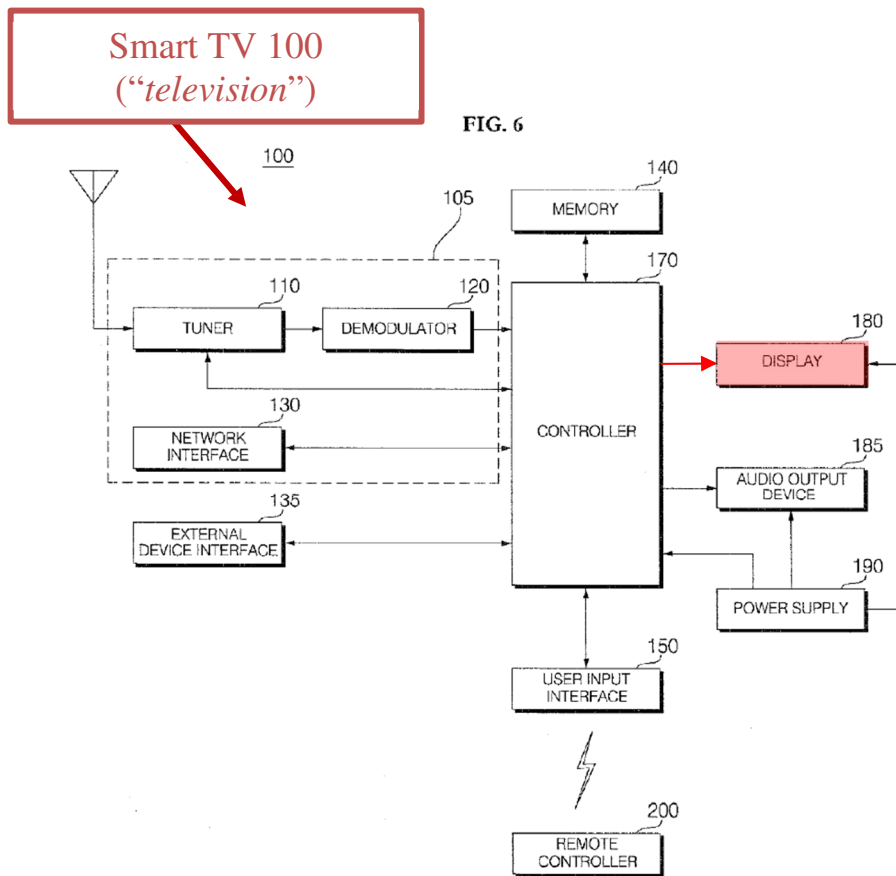 Smart TV 100
(“television”)
FIG. 6
100
140
MEMORY
105
170
110
120
TUNER
DEMODULATOR
180
DISPLAY
130
NETWORK
INTERFACE
CONTROLLER
185
AUDIO OUTPUT
DEVICE
135
EXTERNAL
DEVICE INTERFACE
190
POWER SUPPLY
150
USER INPUT
INTERFACE
200
REMOTE
CONTROLLER